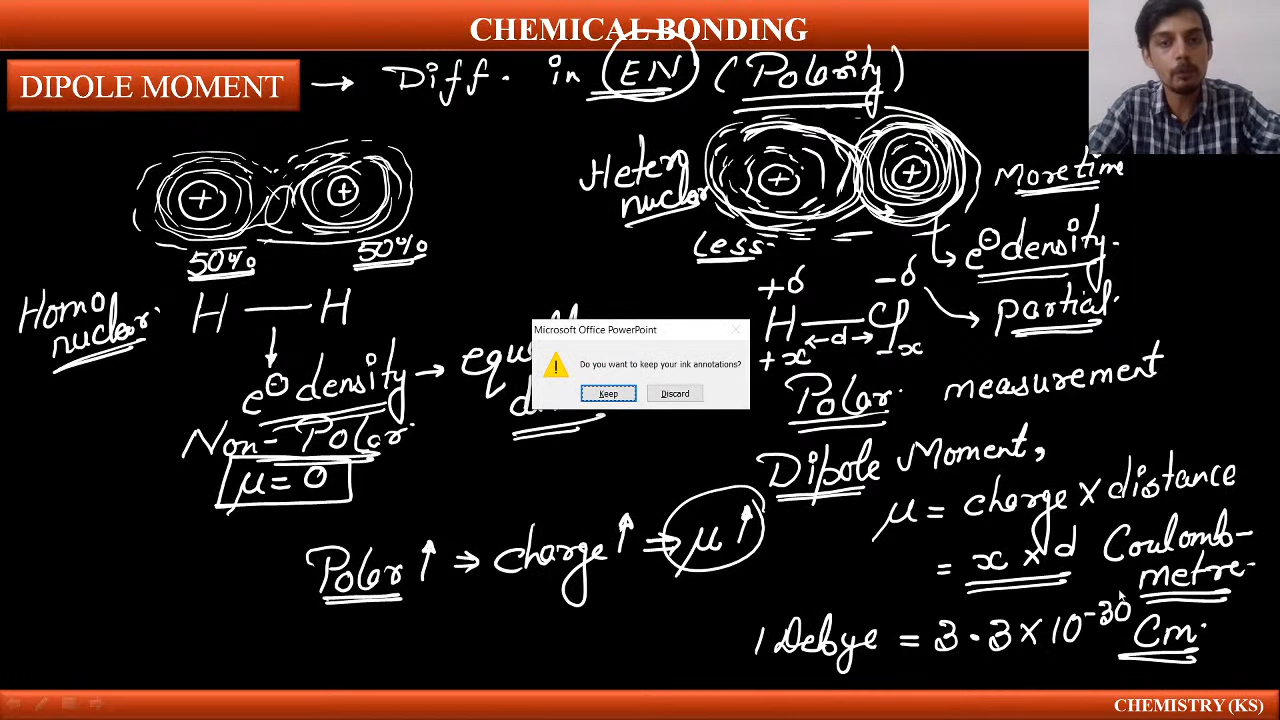 CHEMICAL BONDING
DIPOLE MOMENT → Diff. in EN (Polarity)
+ +
50% 50%
Homo
nuclear.
H — H
e⊖ density →
Non-Polar.
μ = 0
Hetero
nuclear
+ +
More time
Less.
e⊖ density.
+δ -δ
H — Cl
←d→
+x -x
partial.
Microsoft Office PowerPoint
Do you want to keep your ink annotations?
Keep Discard
Polar. measurement
Dipole Moment,
μ = charge × distance
= x × d Coulomb-
metre.
Polar ↑ ⇒ charge ↑ ⇒ μ ↑
1 Debye = 3.3 × 10⁻³⁰ Cm.
CHEMISTRY (KS)